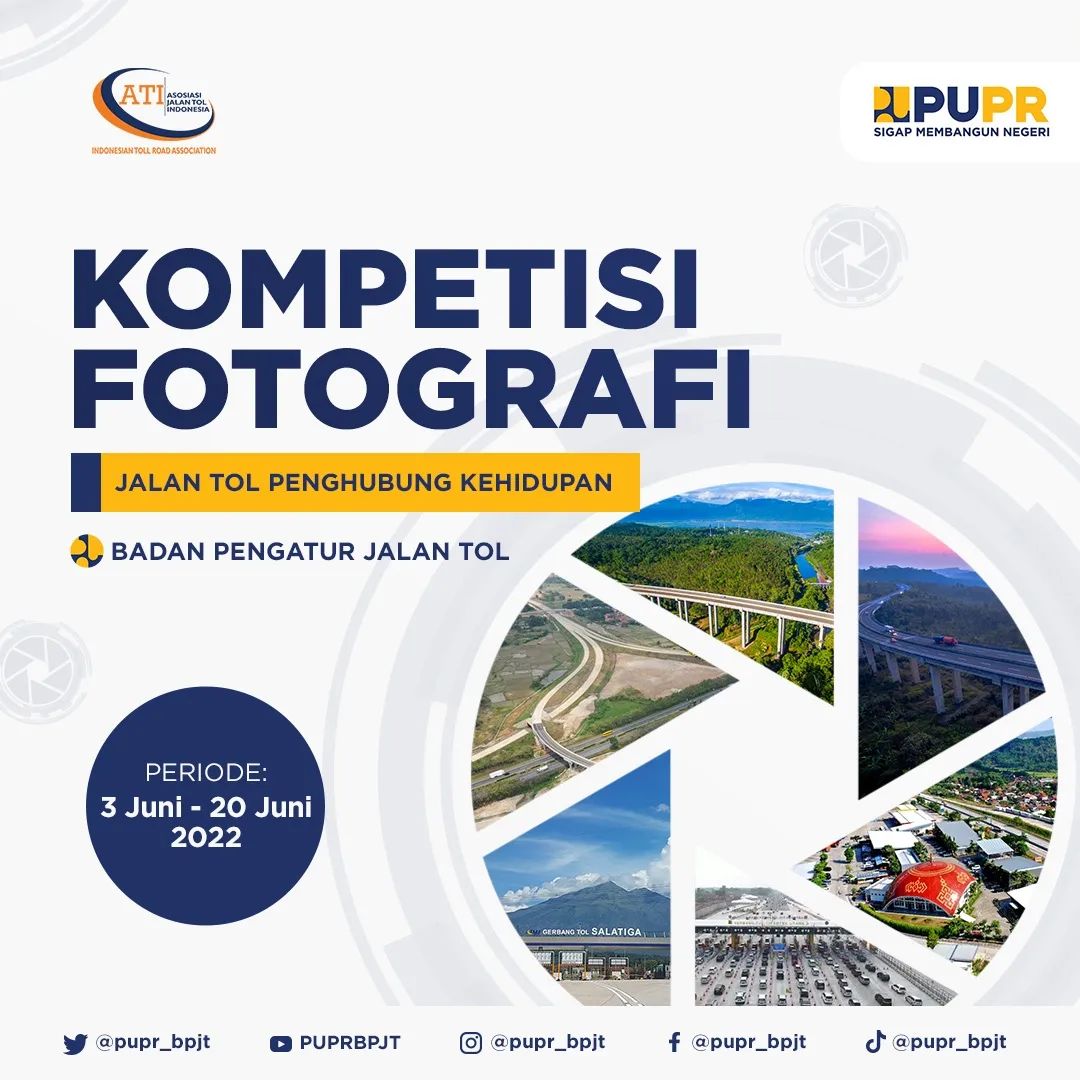 ATI
ASOSIASI
JALAN TOL
INDONESIA
INDONESIAN TOLL ROAD ASSOCIATION
PUPR
SIGAP MEMBANGUN NEGERI
KOMPETISI
FOTOGRAFI
JALAN TOL PENGHUBUNG KEHIDUPAN
BADAN PENGATUR JALAN TOL
PERIODE:
3 Juni - 20 Juni
2022
GERBANG TOL SALATIGA
@pupr_bpjt
PUPRBPJT
@pupr_bpjt
@pupr_bpjt
@pupr_bpjt